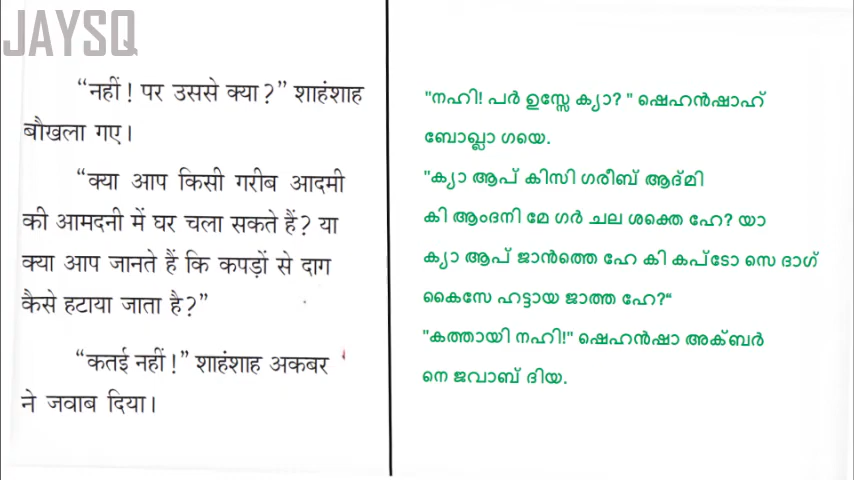 JAYSQ
“नहीं! पर उससे क्या?” शाहंशाह
बौखला गए।
“क्या आप किसी गरीब आदमी
की आमदनी में घर चला सकते हैं? या
क्या आप जानते हैं कि कपड़ों से दाग
कैसे हटाया जाता है?”
“कतई नहीं!” शाहंशाह अकबर
ने जवाब दिया।
"നഹി! പർ ഉസ്സേ ക്യാ? " ഷെഹൻഷാഹ്
ബോഖ്ലാ ഗയെ.
"ക്യാ ആപ് കിസി ഗരീബ് ആദ്മി
കി ആംദനി മേ ഗർ ചല ശക്തെ ഹേ? യാ
ക്യാ ആപ് ജാൻത്തെ ഹേ കി കപ്ടോ സെ ദാഗ്
കൈസേ ഹട്ടായ ജാത്ത ഹേ?“
"കത്തായി നഹി!" ഷെഹൻഷാ അക്ബർ
നെ ജവാബ് ദിയ.